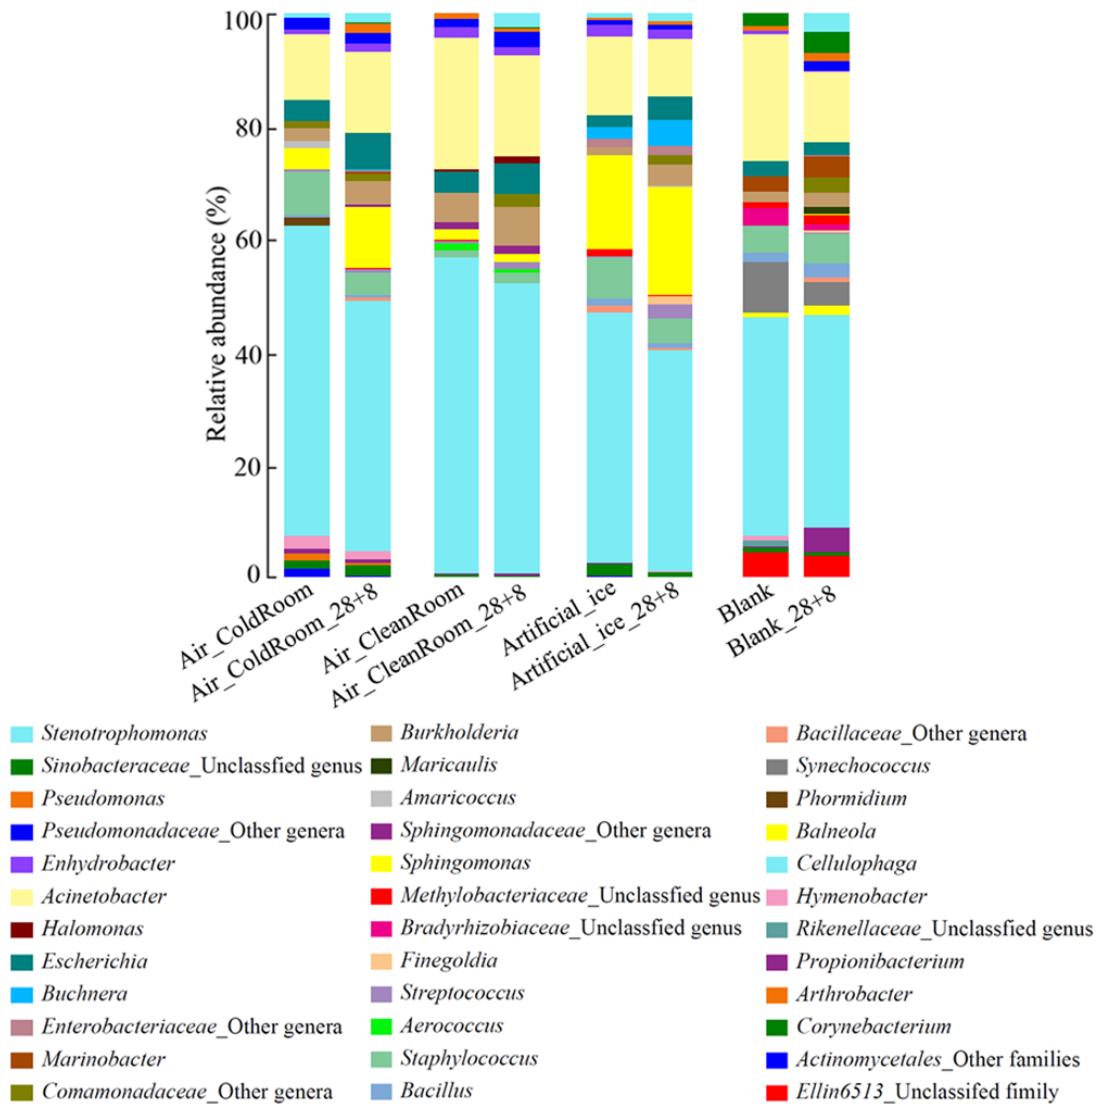 100
80
60
40
20
0
Relative abundance (%)
Air_ColdRoom
Air_ColdRoom_28+8
Air_CleanRoom
Air_CleanRoom_28+8
Artificial_ice
Artificial_ice_28+8
Blank
Blank_28+8
Stenotrophomonas
Sinobacteraceae_Unclassfied genus
Pseudomonas
Pseudomonadaceae_Other genera
Enhydrobacter
Acinetobacter
Halomonas
Escherichia
Buchnera
Enterobacteriaceae_Other genera
Marinobacter
Comamonadaceae_Other genera
Burkholderia
Maricaulis
Amaricoccus
Sphingomonadaceae_Other genera
Sphingomonas
Methylobacteriaceae_Unclassfied genus
Bradyrhizobiaceae_Unclassfied genus
Finegoldia
Streptococcus
Aerococcus
Staphylococcus
Bacillus
Bacillaceae_Other genera
Synechococcus
Phormidium
Balneola
Cellulophaga
Hymenobacter
Rikenellaceae_Unclassfied genus
Propionibacterium
Arthrobacter
Corynebacterium
Actinomycetales_Other families
Ellin6513_Unclassifed fimily